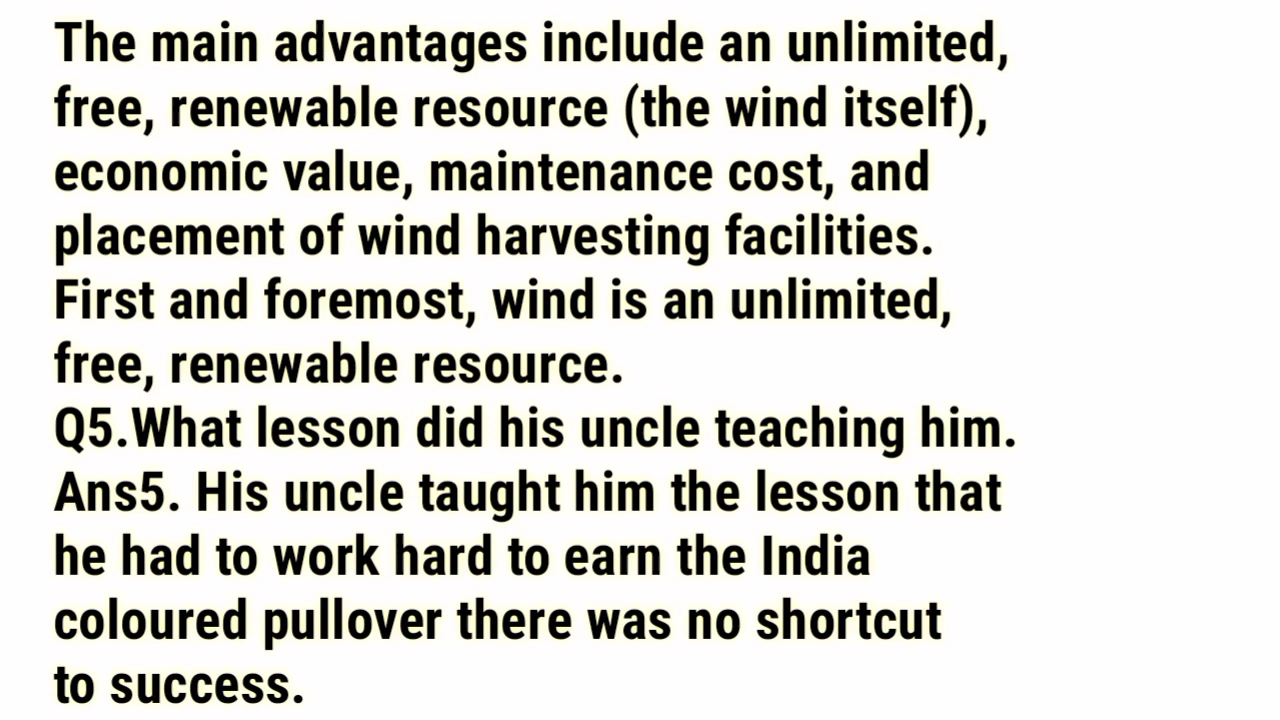 The main advantages include an unlimited,
free, renewable resource (the wind itself),
economic value, maintenance cost, and
placement of wind harvesting facilities.
First and foremost, wind is an unlimited,
free, renewable resource.
Q5.What lesson did his uncle teaching him.
Ans5. His uncle taught him the lesson that
he had to work hard to earn the India
coloured pullover there was no shortcut
to success.